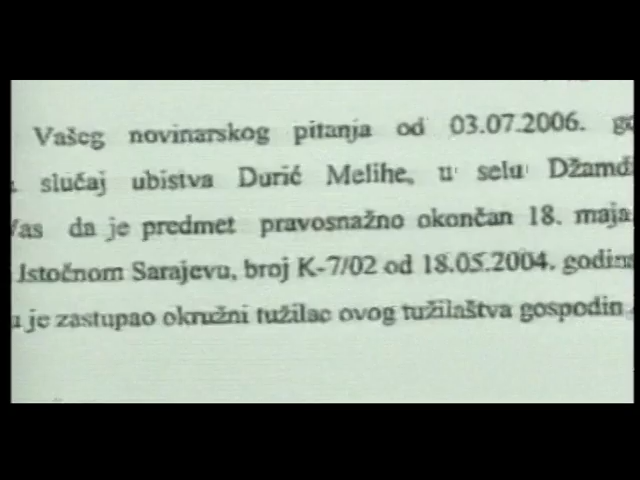 Vašeg novinarskog pitanja od 03.07.2006.
slučaj ubistva Durić Melihe, u selu
da je predmet pravosnažno okončan 18. maja
Istočnom Sarajevu, broj K-7/02 od 18.05.2004.
je zastupao okružni tužilac ovog tužilaštva gospodin